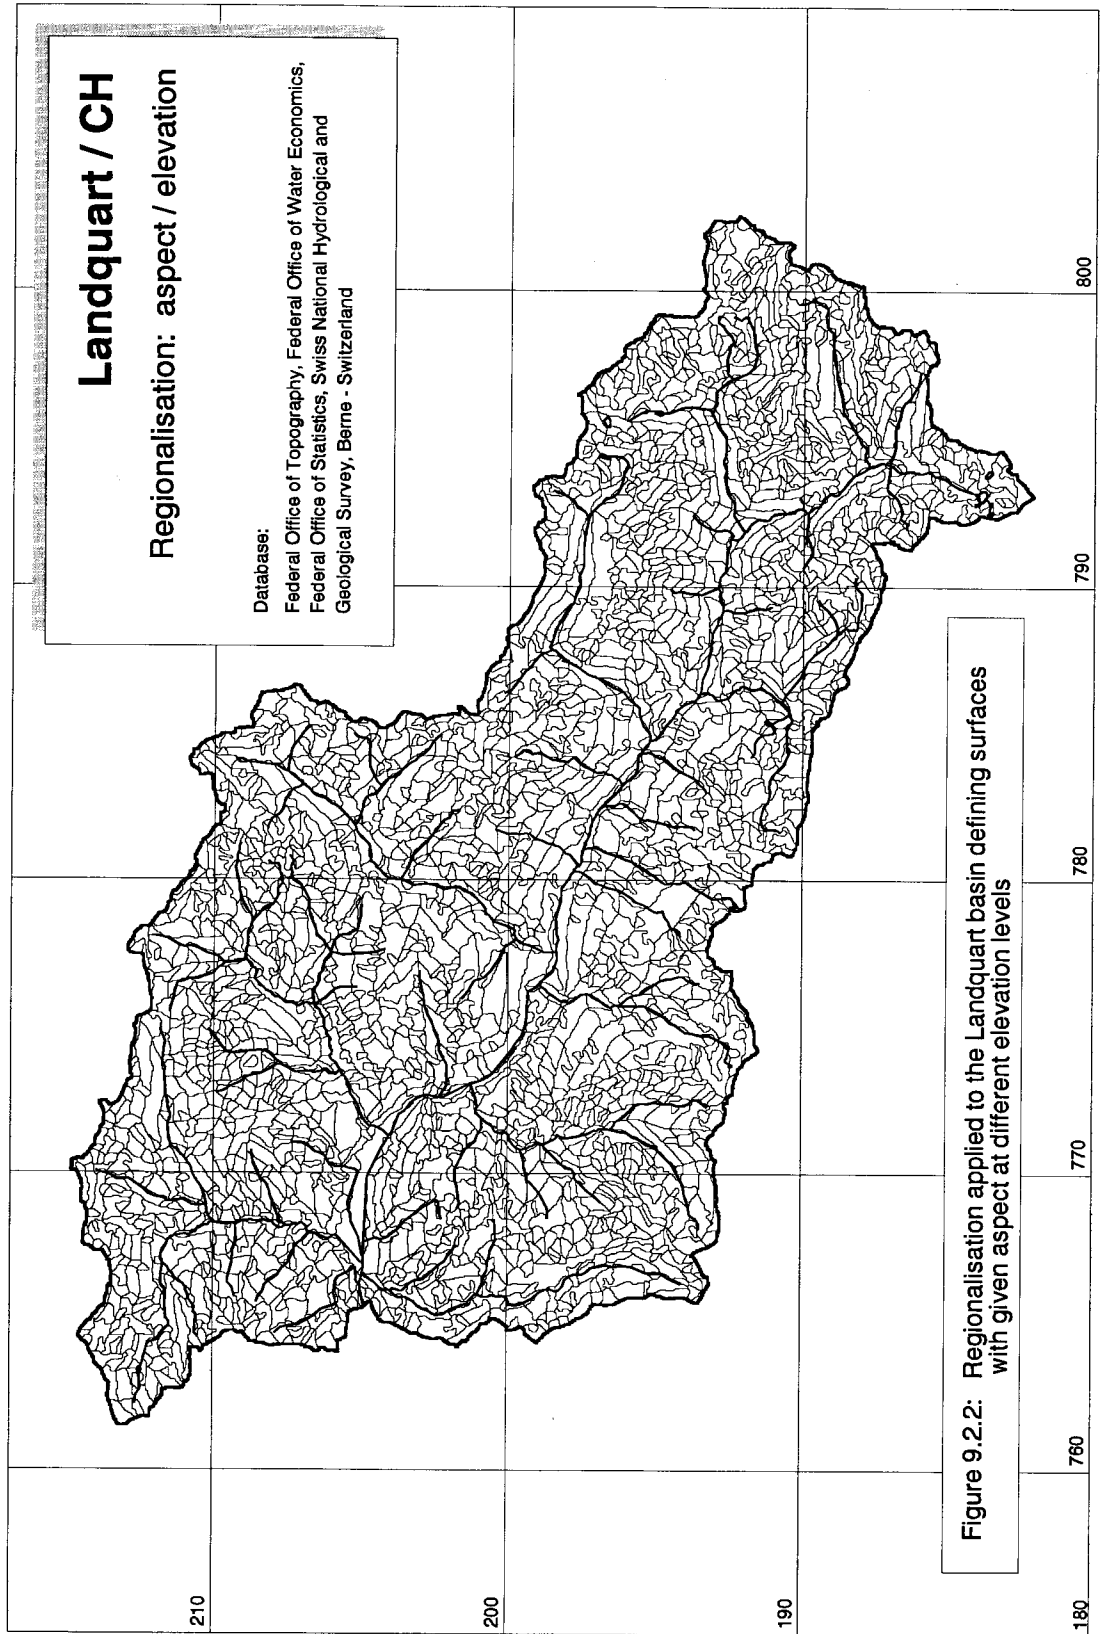 Landquart / CH
Regionalisation: aspect / elevation
Database:
Federal Office of Topography, Federal Office of Water Economics,
Federal Office of Statistics, Swiss National Hydrological and
Geological Survey, Berne - Switzerland
210
200
190
180
760
770
780
790
800
Figure 9.2.2: Regionalisation applied to the Landquart basin defining surfaces
with given aspect at different elevation levels